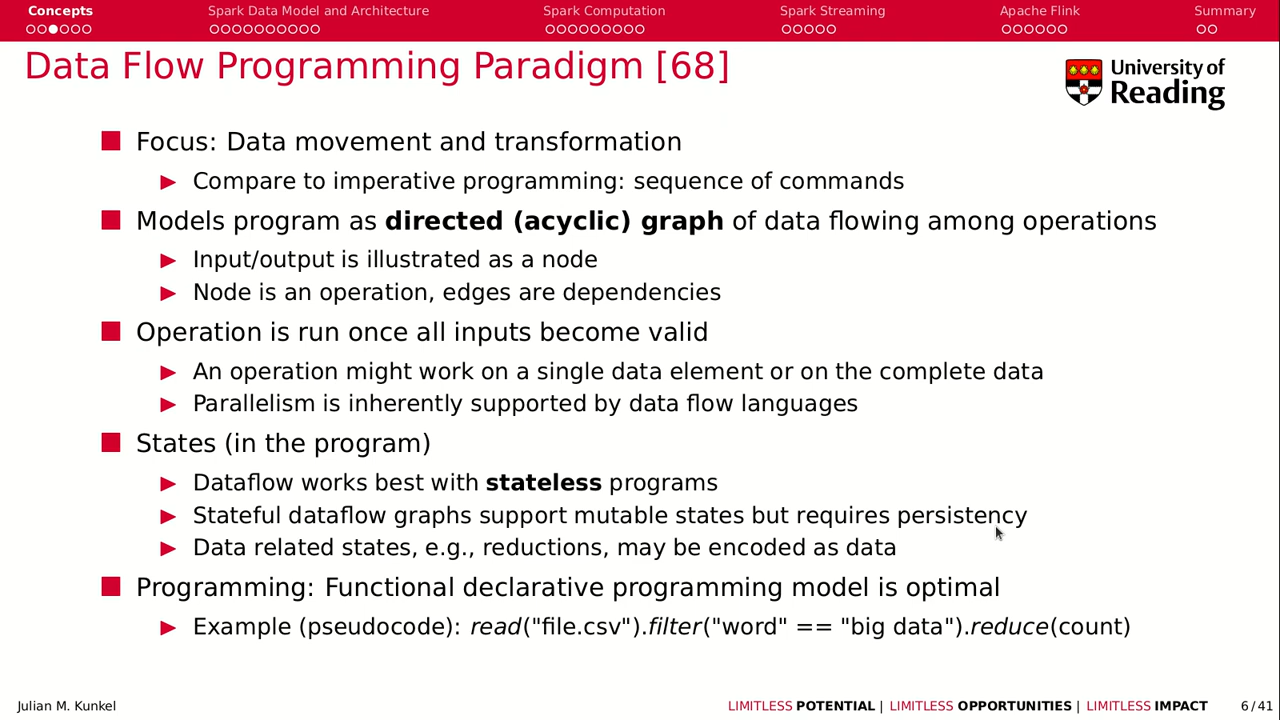 Concepts Spark Data Model and Architecture Spark Computation Spark Streaming Apache Flink Summary
Data Flow Programming Paradigm [68]
University of
Reading
Focus: Data movement and transformation
Compare to imperative programming: sequence of commands
Models program as directed (acyclic) graph of data flowing among operations
Input/output is illustrated as a node
Node is an operation, edges are dependencies
Operation is run once all inputs become valid
An operation might work on a single data element or on the complete data
Parallelism is inherently supported by data flow languages
States (in the program)
Dataflow works best with stateless programs
Stateful dataflow graphs support mutable states but requires persistency
Data related states, e.g., reductions, may be encoded as data
Programming: Functional declarative programming model is optimal
Example (pseudocode): read("file.csv").filter("word" == "big data").reduce(count)
Julian M. Kunkel LIMITLESS POTENTIAL | LIMITLESS OPPORTUNITIES | LIMITLESS IMPACT 6 / 41